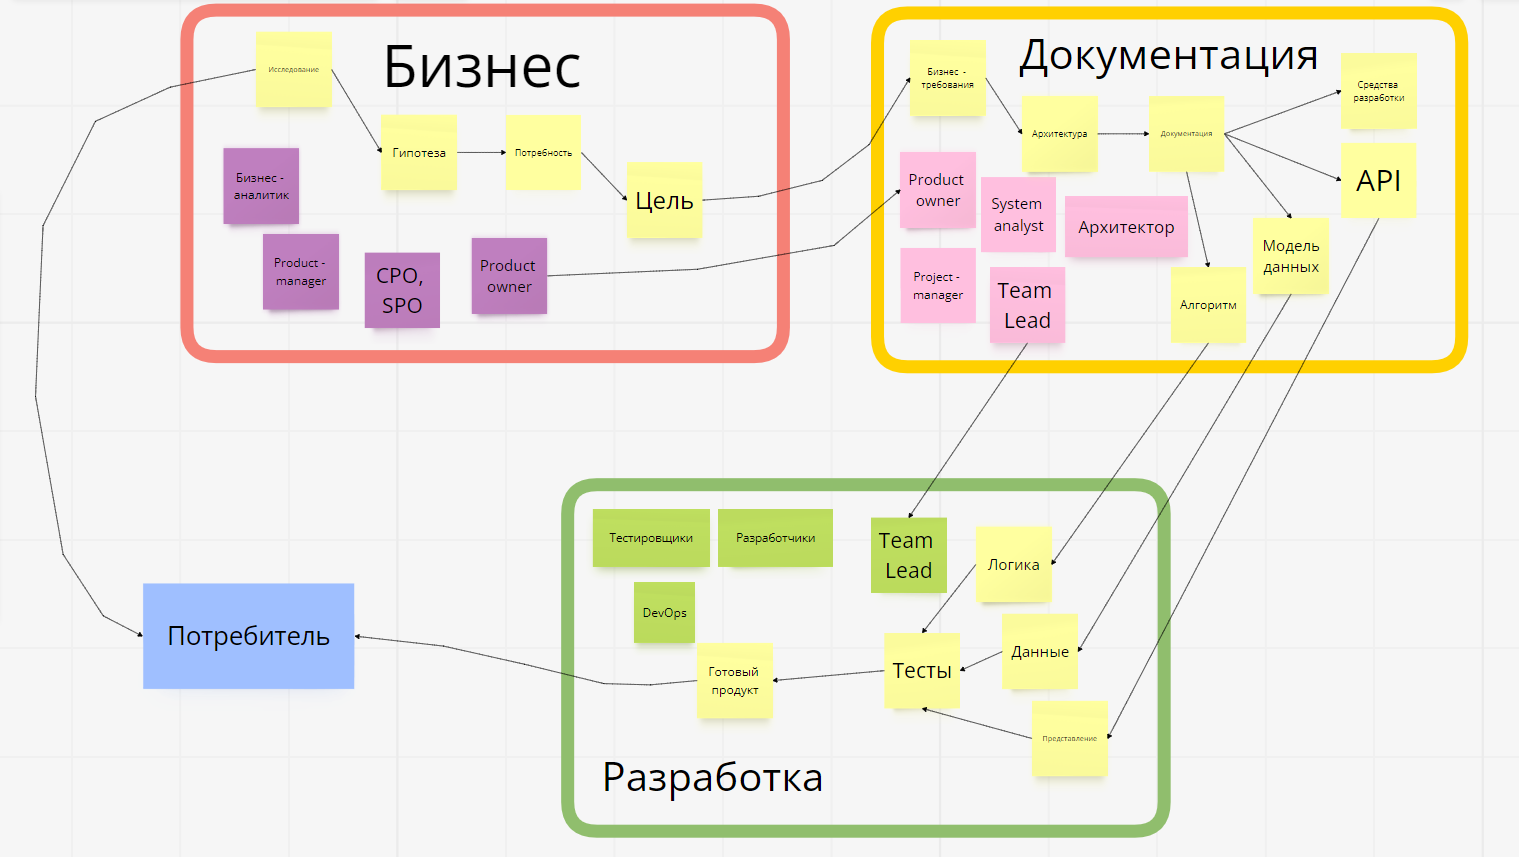 Бизнес
Исследование
Гипотеза
Потребность
Цель
Бизнес -
аналитик
Product -
manager
CPO,
SPO
Product
owner
Документация
Бизнес -
требования
Архитектура
Документация
Средства
разработки
API
Модель
данных
Алгоритм
Product
owner
System
analyst
Архитектор
Project -
manager
Team
Lead
Потребитель
Тестировщики
Разработчики
Team
Lead
DevOps
Логика
Данные
Представление
Тесты
Готовый
продукт
Разработка